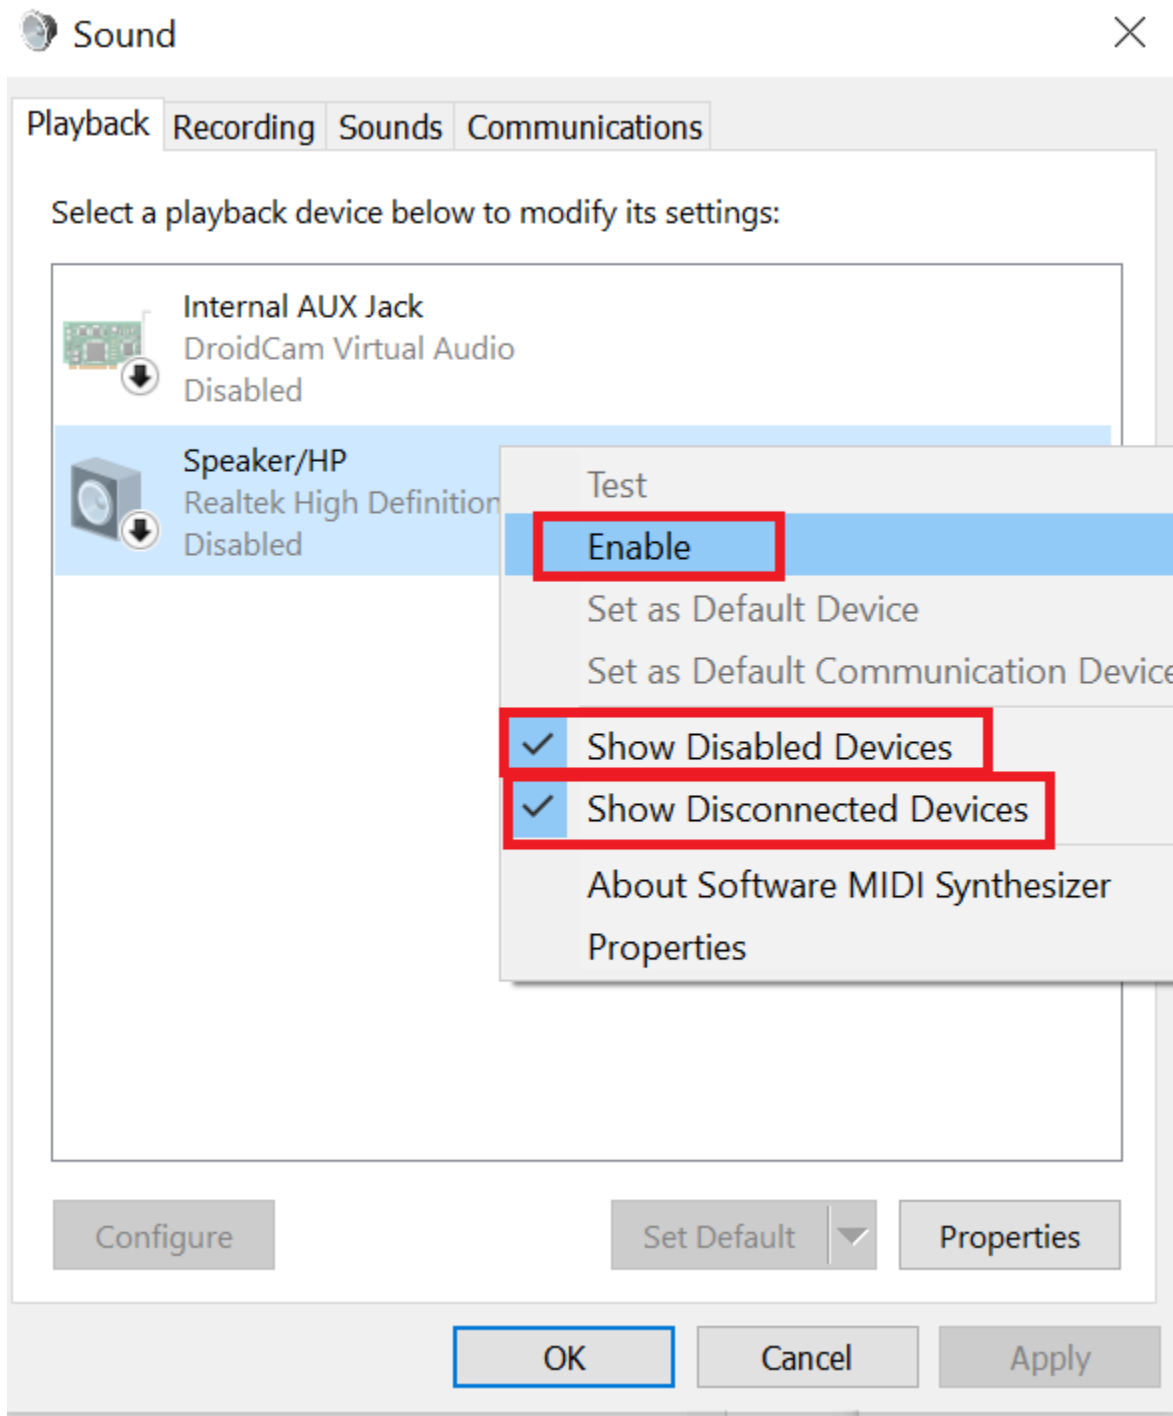 Sound
Playback Recording Sounds Communications
Select a playback device below to modify its settings:
Internal AUX Jack
DroidCam Virtual Audio
Disabled
Speaker/HP
Realtek High Definition
Disabled
Test
Enable
Set as Default Device
Set as Default Communication Device
Show Disabled Devices
Show Disconnected Devices
About Software MIDI Synthesizer
Properties
Configure Set Default Properties
OK Cancel Apply